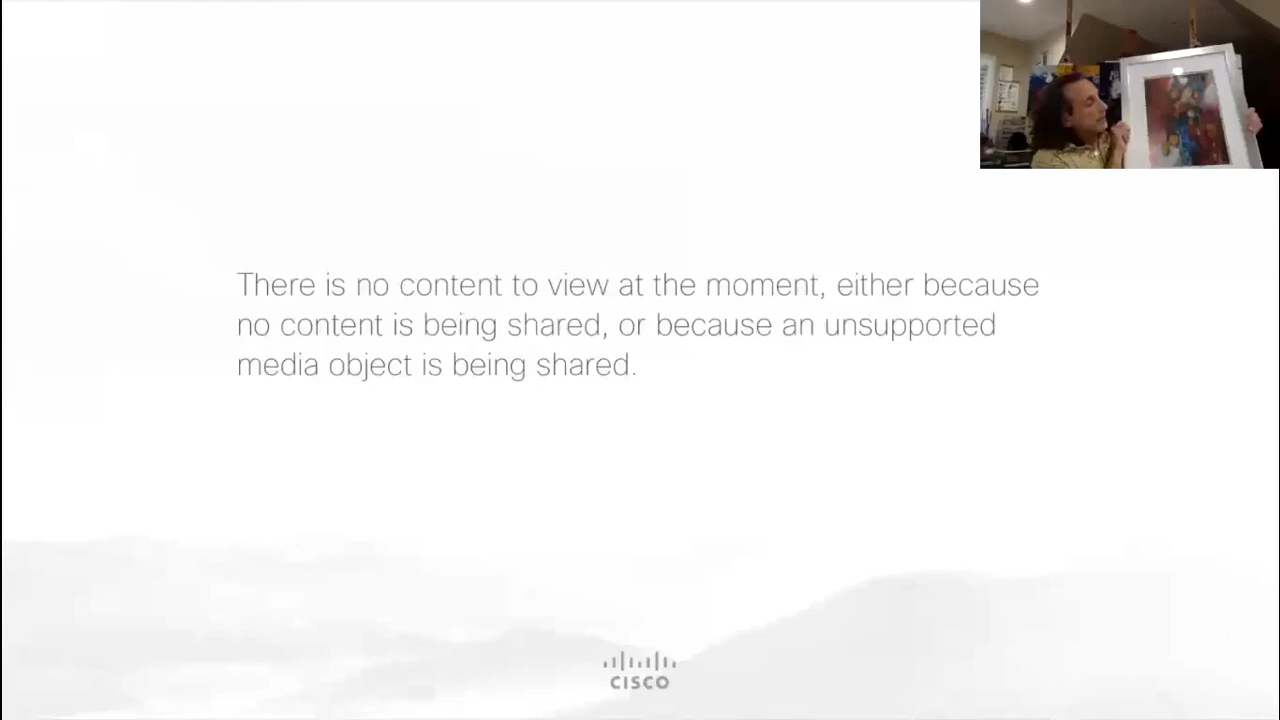 There is no content to view at the moment, either because
no content is being shared, or because an unsupported
media object is being shared.
CISCO